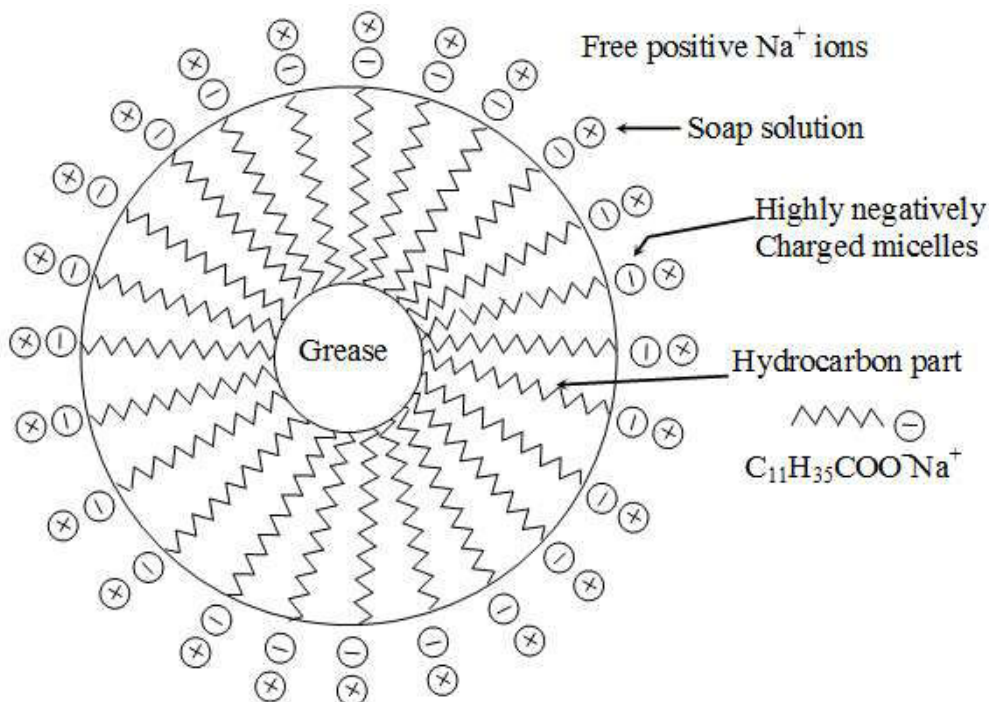 Free positive Na⁺ ions
Soap solution
Highly negatively
Charged micelles
Grease
Hydrocarbon part
C₁₁H₃₅COO⁻Na⁺